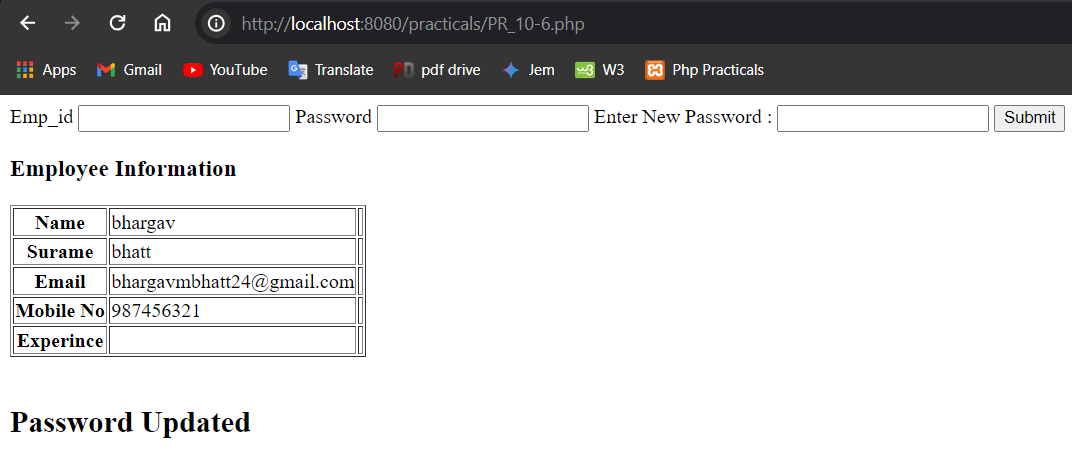 http://localhost:8080/practicals/PR_10-6.php
Apps Gmail YouTube Translate pdf drive Jem W3 Php Practicals
Emp_id Password Enter New Password : Submit
Employee Information
Name bhargav
Surame bhatt
Email bhargavmbhatt24@gmail.com
Mobile No 987456321
Experince
Password Updated